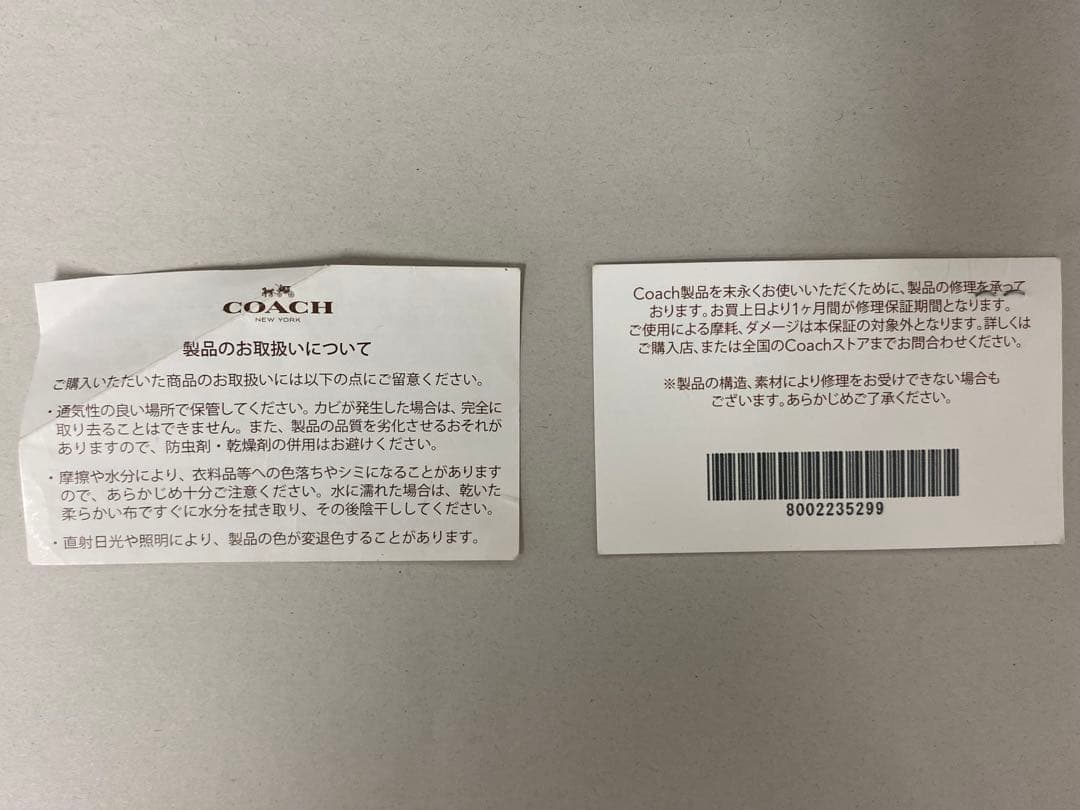 COACH
NEW YORK
製品のお取扱いについて
ご購入いただいた商品のお取扱いには以下の点にご留意ください。
・通気性の良い場所で保管してください。カビが発生した場合は、完全に
取り去ることはできません。また、製品の品質を劣化させるおそれが
ありますので、防虫剤・乾燥剤の併用はお避けください。
・摩擦や水分により、衣料品等への色落ちやシミになることがあります
ので、あらかじめ十分ご注意ください。水に濡れた場合は、乾いた
柔らかい布ですぐに水分を拭き取り、その後陰干ししてください。
・直射日光や照明により、製品の色が変退色することがあります。
Coach製品を末永くお使いいただくために、製品の修理を承って
おります。お買上日より1ヶ月間が修理保証期間となります。
ご使用による摩耗、ダメージは本保証の対象外となります。詳しくは
ご購入店、または全国のCoachストアまでお問合わせください。
※製品の構造、素材により修理をお受けできない場合も
ございます。あらかじめご了承ください。
8002235299